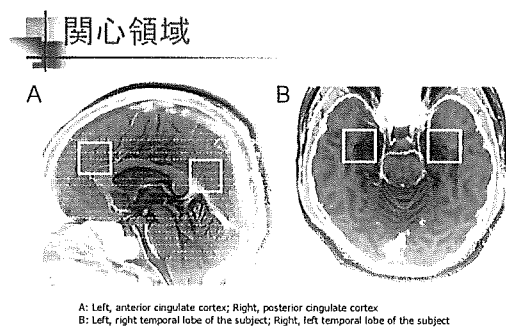 関心領域
A
B
A: Left, anterior cingulate cortex; Right, posterior cingulate cortex
B: Left, right temporal lobe of the subject; Right, left temporal lobe of the subject